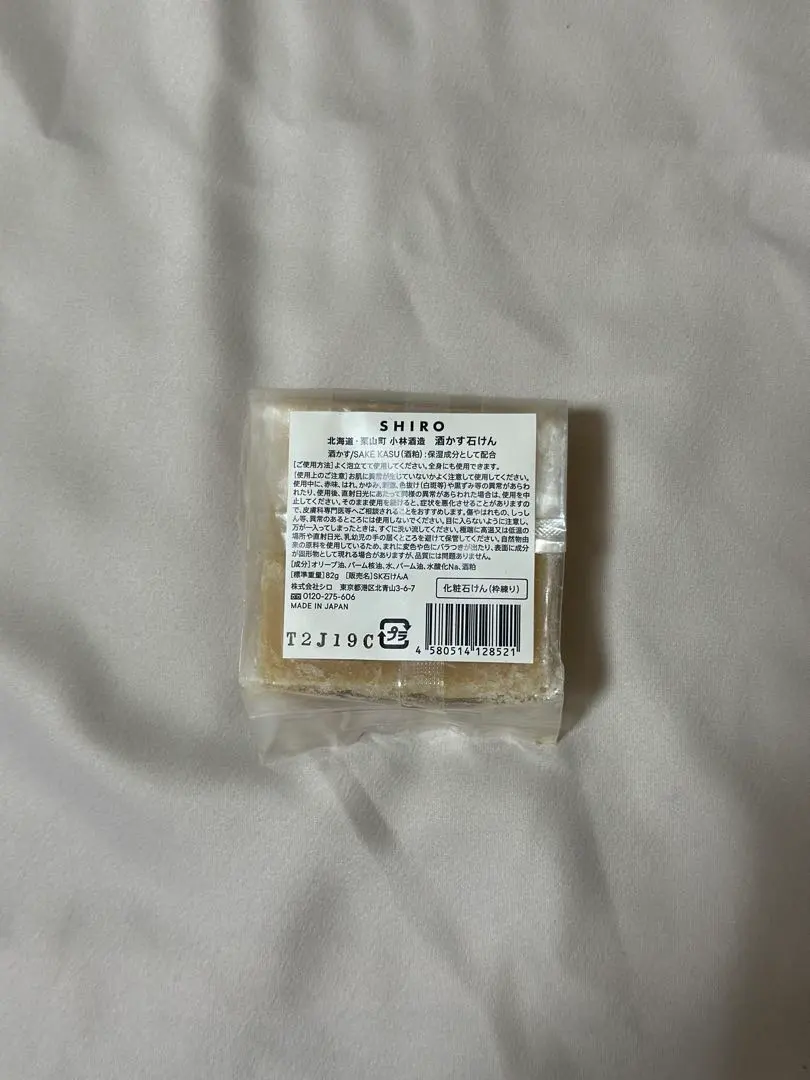 SHIRO
北海道・栗山町 小林酒造 酒かす石けん
酒かす/SAKE KASU(酒粕):保湿成分として配合
[ご使用方法]よく泡立てて使用してください。全身にも使用できます。
[使用上のご注意]お肌に異常が生じていないかよく注意して使用してください。
使用中に、赤味、はれ、かゆみ、刺激、色抜け(白斑等)や黒ずみ等の異常があらわ
れたり、使用後、直射日光にあたって同様の異常があらわれた場合は、使用を中
止してください。そのまま使用を続けると、症状を悪化させることがありますの
で、皮膚科専門医等へご相談されることをおすすめします。傷やはれもの、しっし
ん等、異常のあるところには使用しないでください。目に入らないように注意し、
万が一入ってしまったときは、すぐに洗い流してください。極端に高温又は低温の
場所や直射日光、乳幼児の手の届くところを避けて保管してください。自然物由
来の原料を使用しているため、まれに変色や色にバラつきが出たり、表面に成分
が固形物として現れる場合がありますが、品質には問題ありません。
[成分]オリーブ油、パーム核油、水、パーム油、水酸化Na、酒粕
[標準重量]82g [販売名]SK石けんA
株式会社シロ 東京都港区北青山3-6-7
0120-275-606
MADE IN JAPAN
化粧石けん(枠練り)
T2J19C
プラ
4 580514 128521